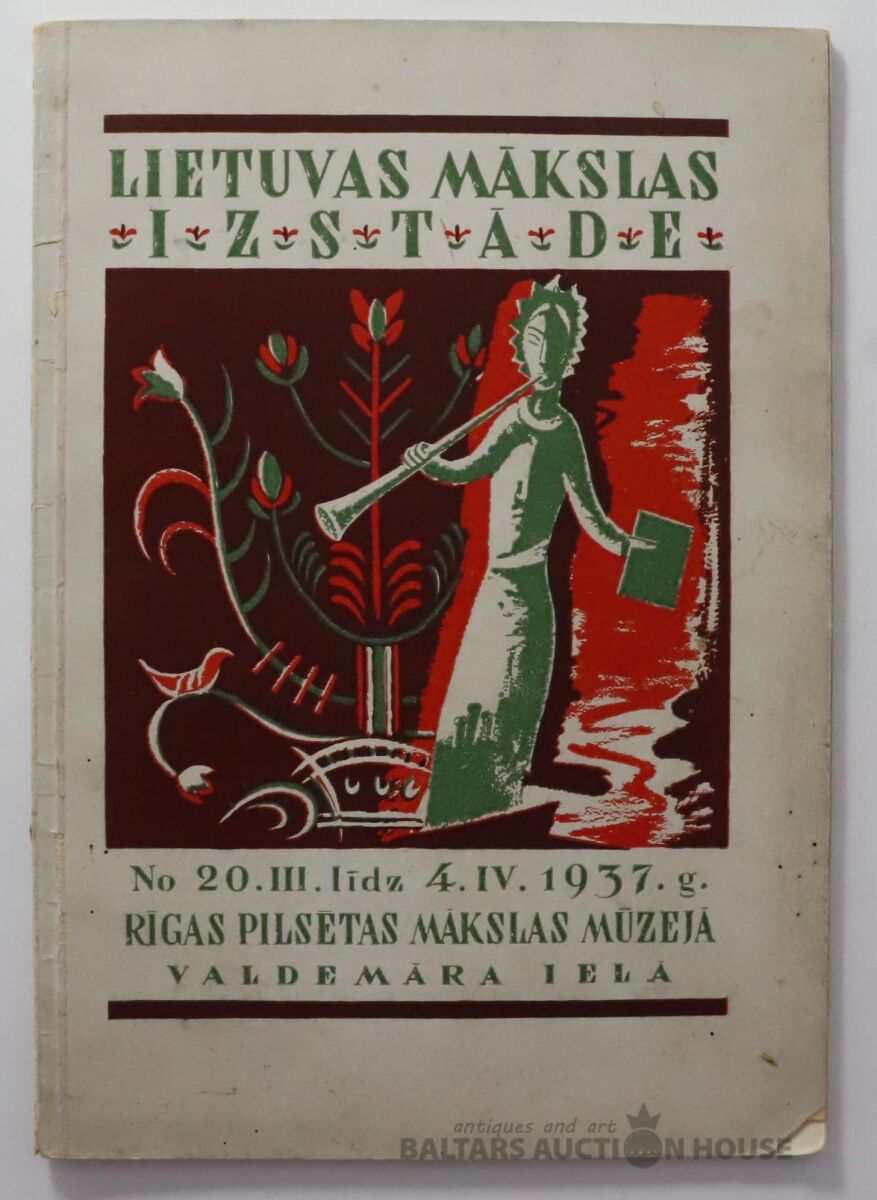 LIETUVAS MĀKSLAS
IZSTĀDE
No 20.III. līdz 4.IV. 1937. g.
RĪGAS PILSĒTAS MĀKSLAS MŪZEJĀ
VALDEMĀRA IELĀ
antiques and art
BALTARS AUCTION HOUSE